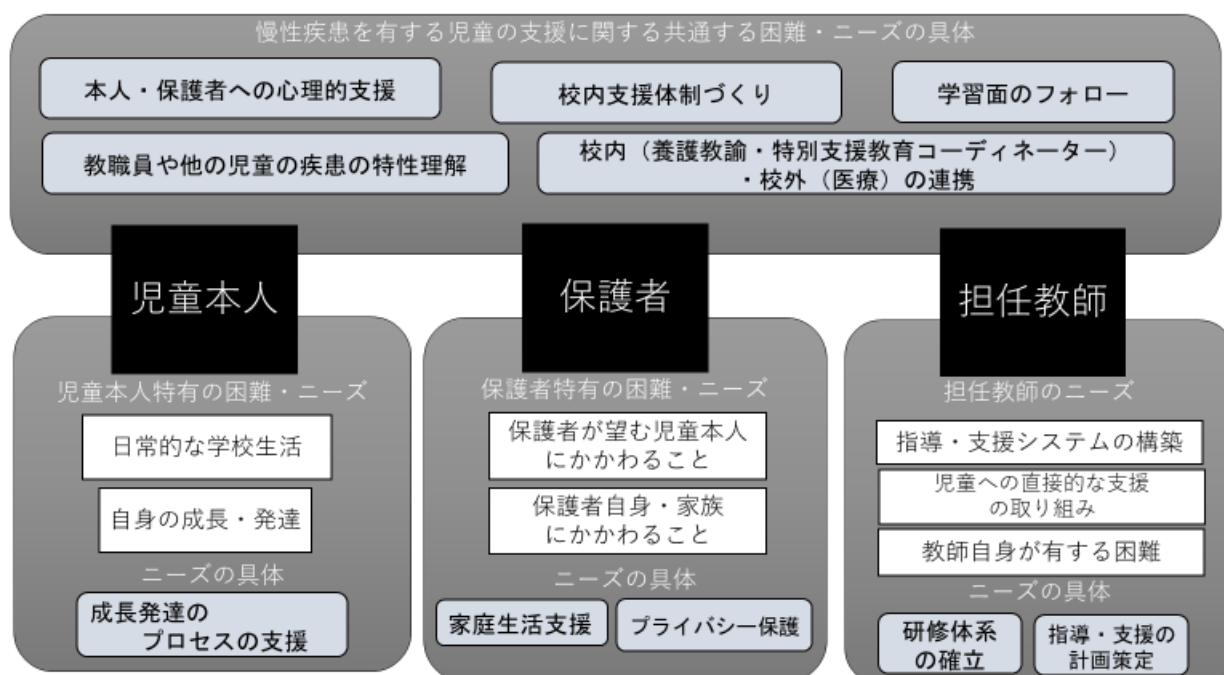 慢性疾患を有する児童の支援に関する共通する困難・ニーズの具体
本人・保護者への心理的支援
校内支援体制づくり
学習面のフォロー
教職員や他の児童の疾患の特性理解
校内（養護教諭・特別支援教育コーディネーター）
・校外（医療）の連携
児童本人
児童本人特有の困難・ニーズ
日常的な学校生活
自身の成長・発達
ニーズの具体
成長発達の
プロセスの支援
保護者
保護者特有の困難・ニーズ
保護者が望む児童本人
にかかわること
保護者自身・家族
にかかわること
ニーズの具体
家庭生活支援
プライバシー保護
担任教師
担任教師のニーズ
指導・支援システムの構築
児童への直接的な支援
の取り組み
教師自身が有する困難
ニーズの具体
研修体系
の確立
指導・支援の
計画策定